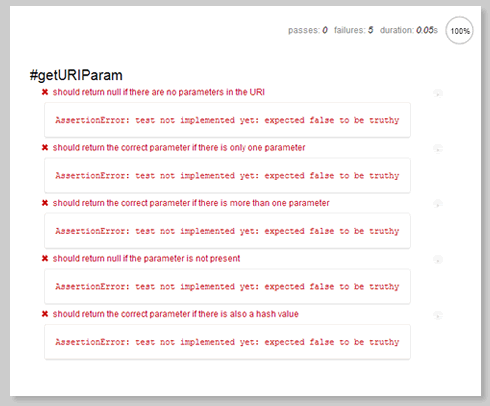 passes: 0 failures: 5 duration: 0.05s 100%
#getURIParam
✖ should return null if there are no parameters in the URI
AssertionError: test not implemented yet: expected false to be truthy
✖ should return the correct parameter if there is only one parameter
AssertionError: test not implemented yet: expected false to be truthy
✖ should return the correct parameter if there is more than one parameter
AssertionError: test not implemented yet: expected false to be truthy
✖ should return null if the parameter is not present
AssertionError: test not implemented yet: expected false to be truthy
✖ should return the correct parameter if there is also a hash value
AssertionError: test not implemented yet: expected false to be truthy